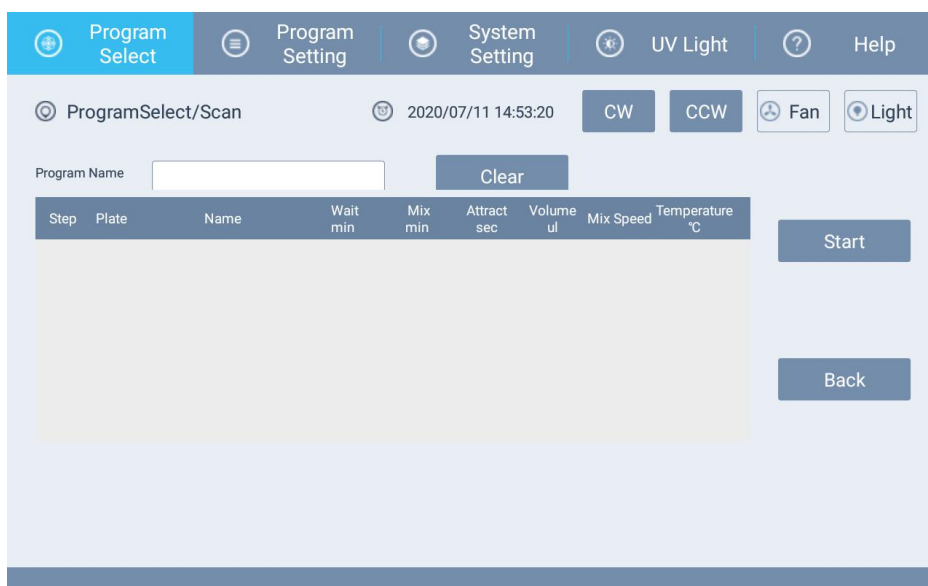 Program Select
Program Setting
System Setting
UV Light
Help
ProgramSelect/Scan
2020/07/11 14:53:20
CW
CCW
Fan
Light
Program Name
Clear
Step
Plate
Name
Wait min
Mix min
Attract sec
Volume ul
Mix Speed
Temperature ℃
Start
Back